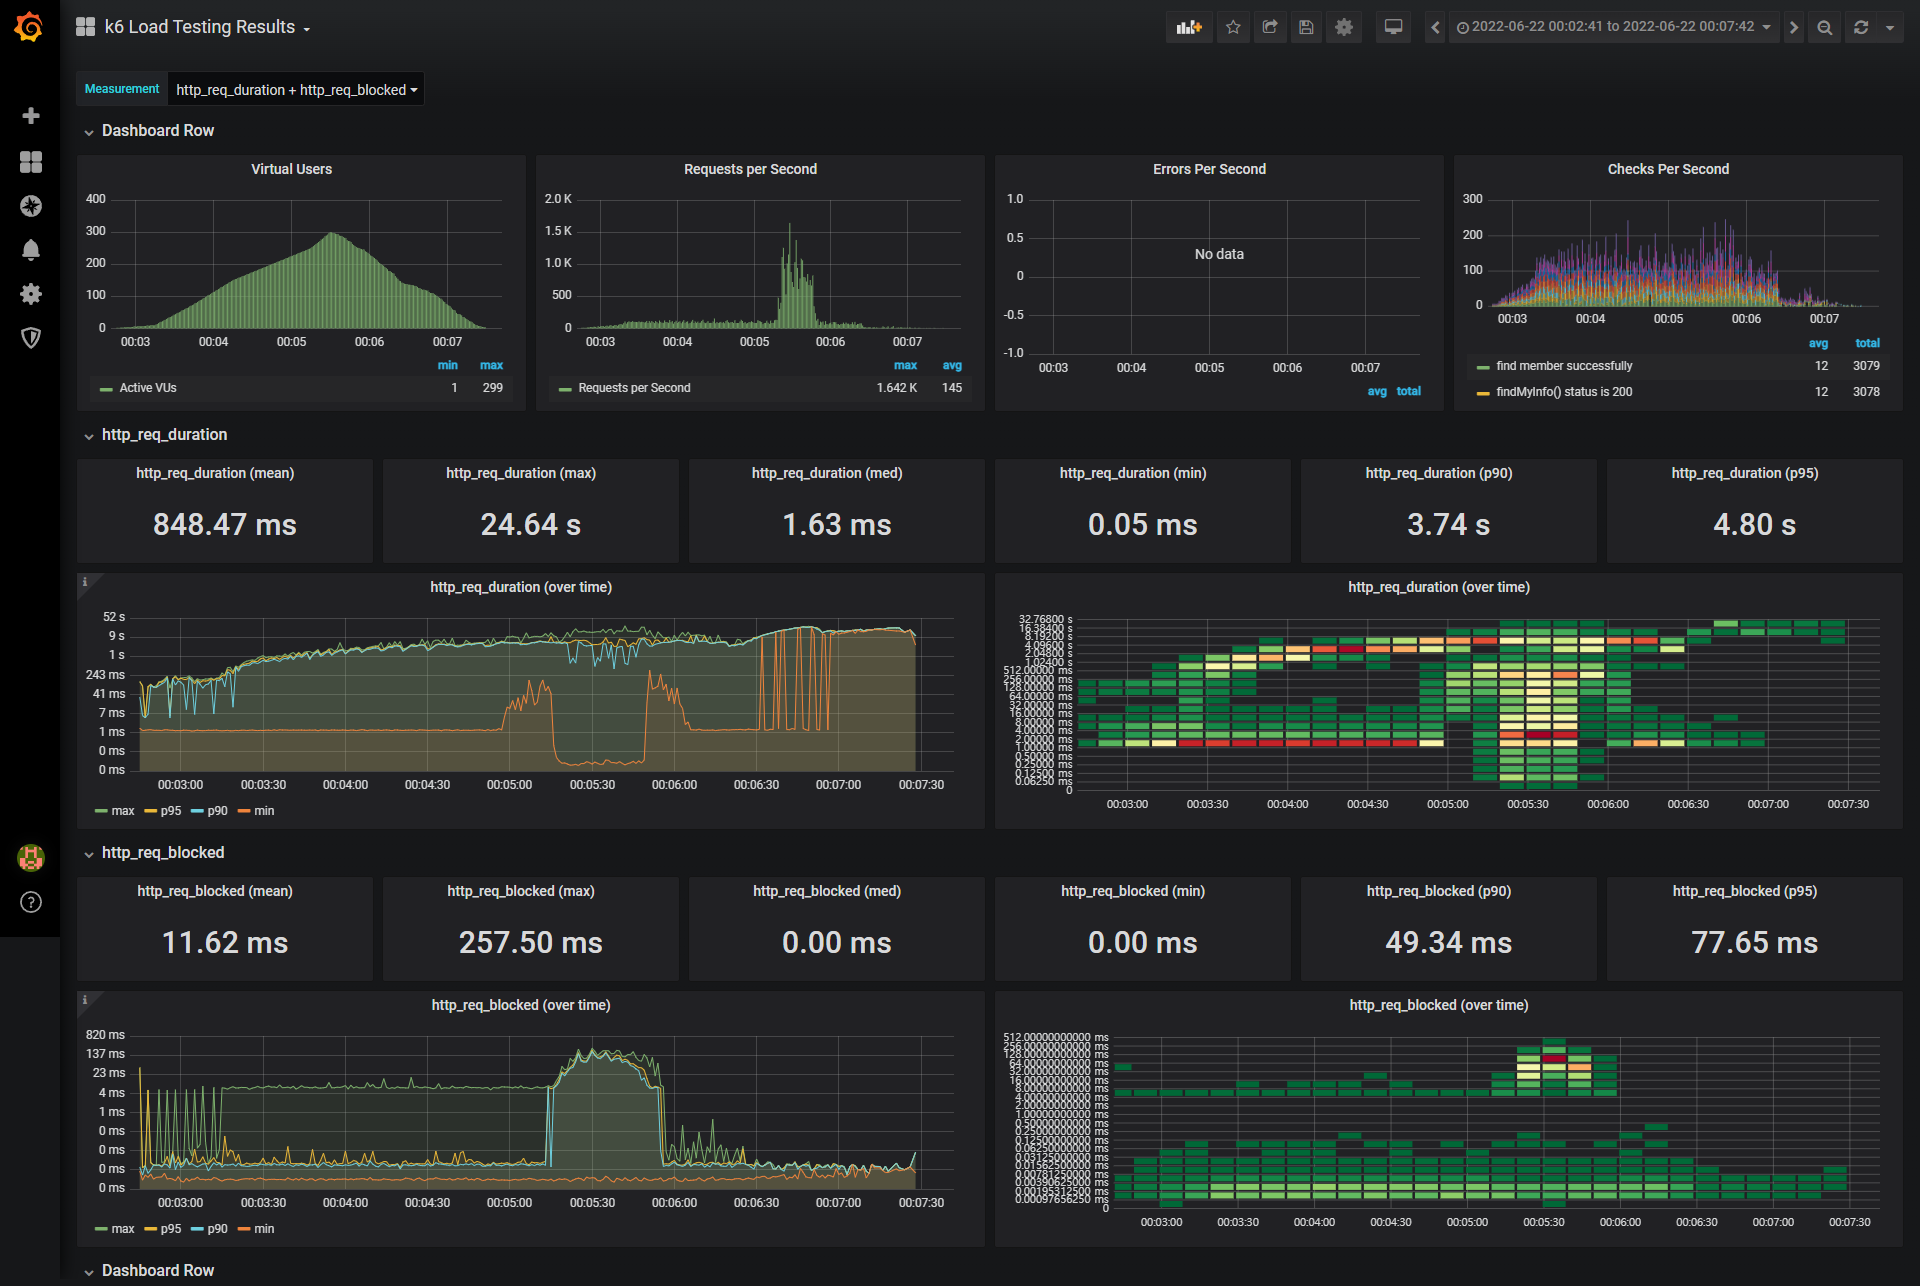 k6 Load Testing Results
2022-06-22 00:02:41 to 2022-06-22 00:07:42
Measurement http_req_duration + http_req_blocked
Dashboard Row
Virtual Users
400
300
200
100
0
00:03 00:04 00:05 00:06 00:07
min max
Active VUs 1 299
Requests per Second
2.0 K
1.5 K
1.0 K
500
0
00:03 00:04 00:05 00:06 00:07
max avg
Requests per Second 1.642 K 145
Errors Per Second
1.0
0.5
0
-0.5
-1.0
No data
00:03 00:04 00:05 00:06 00:07
avg total
Checks Per Second
300
200
100
0
00:03 00:04 00:05 00:06 00:07
avg total
find member successfully 12 3079
findMyInfo() status is 200 12 3078
http_req_duration
http_req_duration (mean)
848.47 ms
http_req_duration (max)
24.64 s
http_req_duration (med)
1.63 ms
http_req_duration (min)
0.05 ms
http_req_duration (p90)
3.74 s
http_req_duration (p95)
4.80 s
http_req_duration (over time)
52 s
9 s
1 s
243 ms
41 ms
7 ms
1 ms
0 ms
0 ms
00:03:00 00:03:30 00:04:00 00:04:30 00:05:00 00:05:30 00:06:00 00:06:30 00:07:00 00:07:30
max p95 p90 min
http_req_duration (over time)
32.76800 s
16.38400 s
8.19200 s
4.09600 s
2.04800 s
1.02400 s
512.00000 ms
256.00000 ms
128.00000 ms
64.00000 ms
32.00000 ms
16.00000 ms
8.00000 ms
4.00000 ms
2.00000 ms
1.00000 ms
0.50000 ms
0.25000 ms
0.12500 ms
0.06250 ms
0
00:03:00 00:03:30 00:04:00 00:04:30 00:05:00 00:05:30 00:06:00 00:06:30 00:07:00 00:07:30
http_req_blocked
http_req_blocked (mean)
11.62 ms
http_req_blocked (max)
257.50 ms
http_req_blocked (med)
0.00 ms
http_req_blocked (min)
0.00 ms
http_req_blocked (p90)
49.34 ms
http_req_blocked (p95)
77.65 ms
http_req_blocked (over time)
820 ms
137 ms
23 ms
4 ms
1 ms
0 ms
0 ms
0 ms
0 ms
00:03:00 00:03:30 00:04:00 00:04:30 00:05:00 00:05:30 00:06:00 00:06:30 00:07:00 00:07:30
max p95 p90 min
http_req_blocked (over time)
512.00000000000 ms
256.00000000000 ms
128.00000000000 ms
64.00000000000 ms
32.00000000000 ms
16.00000000000 ms
8.00000000000 ms
4.00000000000 ms
2.00000000000 ms
1.00000000000 ms
0.50000000000 ms
0.25000000000 ms
0.12500000000 ms
0.06250000000 ms
0.03125000000 ms
0.01562500000 ms
0.00781250000 ms
0.00390625000 ms
0.00195312500 ms
0.00097656250 ms
0
00:03:00 00:03:30 00:04:00 00:04:30 00:05:00 00:05:30 00:06:00 00:06:30 00:07:00 00:07:30
Dashboard Row